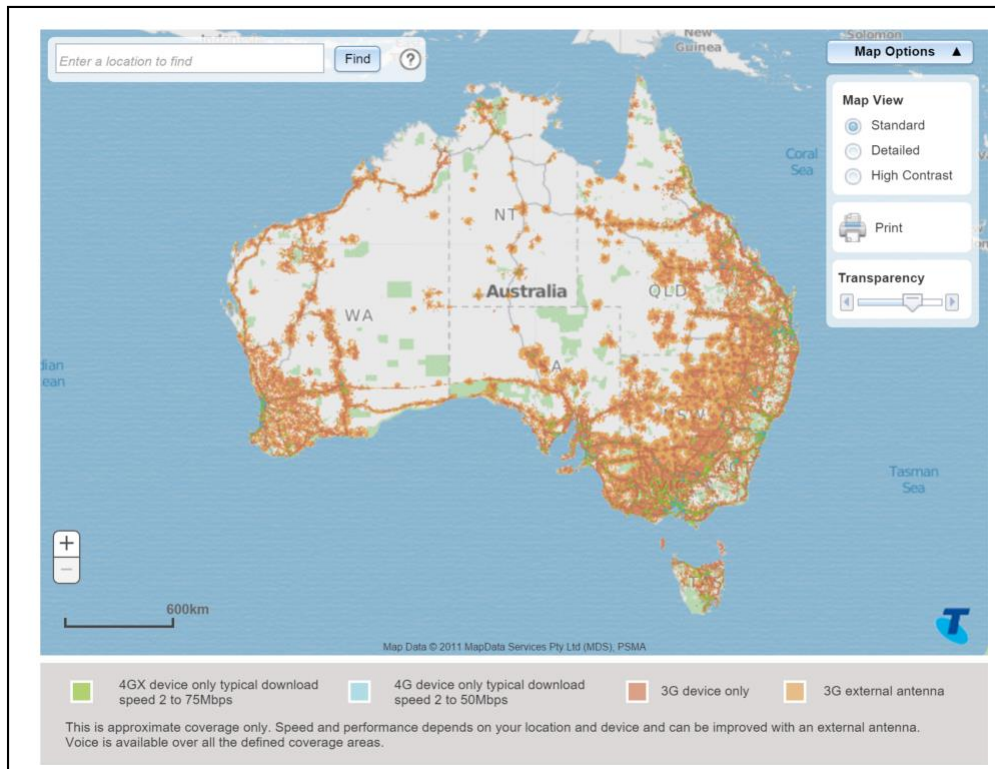 Indonesia
New
Guinea
Solomon
Enter a location to find
Find
?
Map Options ▲
Map View
Standard
Detailed
High Contrast
Print
Transparency
Coral
Sea
NT
Australia
QLD
WA
A
NSW
ACT
Tasman
Sea
+
−
600km
Map Data © 2011 MapData Services Pty Ltd (MDS), PSMA
T
4GX device only typical download
speed 2 to 75Mbps
4G device only typical download
speed 2 to 50Mbps
3G device only
3G external antenna
This is approximate coverage only. Speed and performance depends on your location and device and can be improved with an external antenna.
Voice is available over all the defined coverage areas.